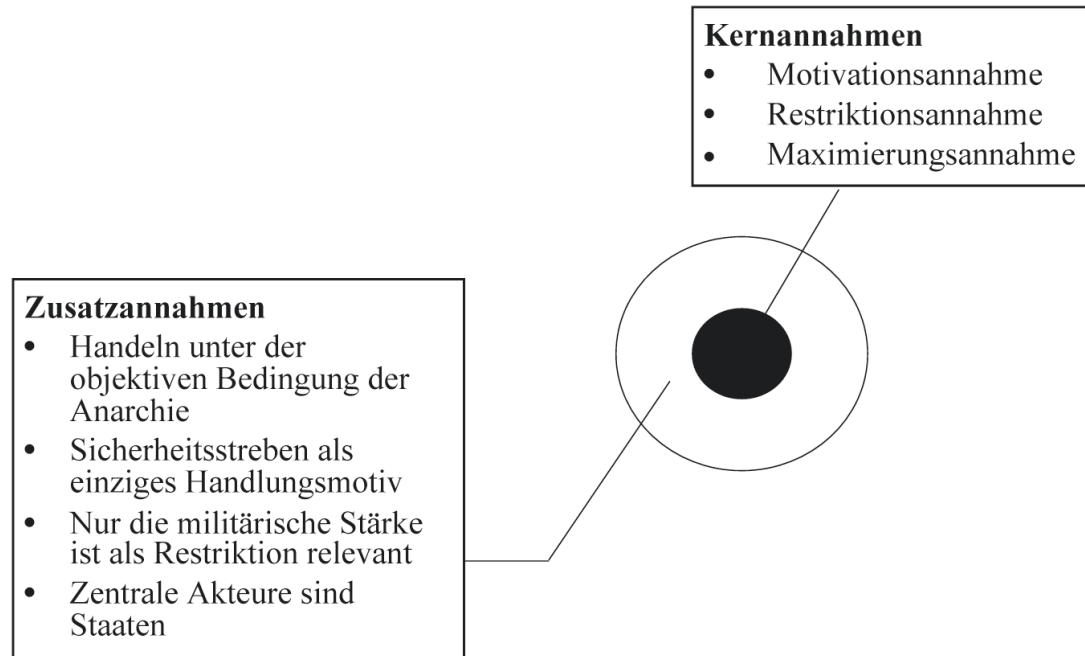 Kernannahmen
• Motivationsannahme
• Restriktionsannahme
• Maximierungsannahme
Zusatzannahmen
• Handeln unter der
objektiven Bedingung der
Anarchie
• Sicherheitsstreben als
einziges Handlungsmotiv
• Nur die militärische Stärke
ist als Restriktion relevant
• Zentrale Akteure sind
Staaten